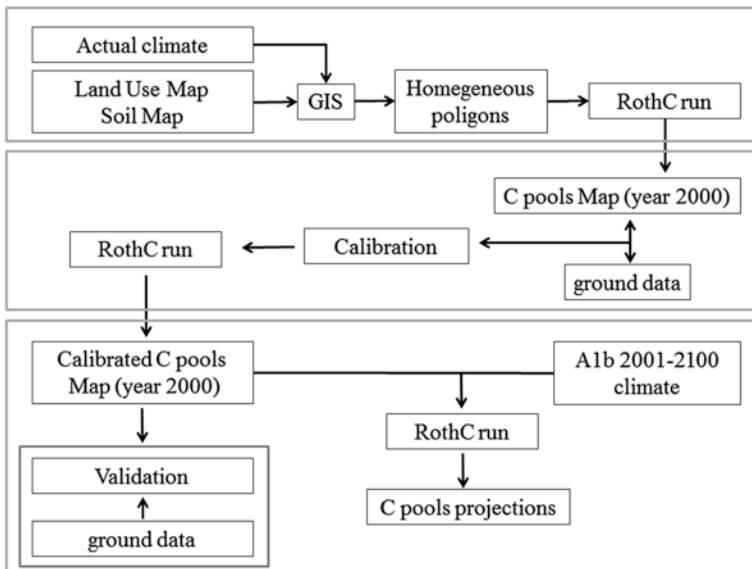 Actual climate
Land Use Map
Soil Map
GIS
Homegeneous
poligons
RothC run
C pools Map (year 2000)
RothC run
Calibration
ground data
Calibrated C pools
Map (year 2000)
A1b 2001-2100
climate
RothC run
Validation
C pools projections
ground data